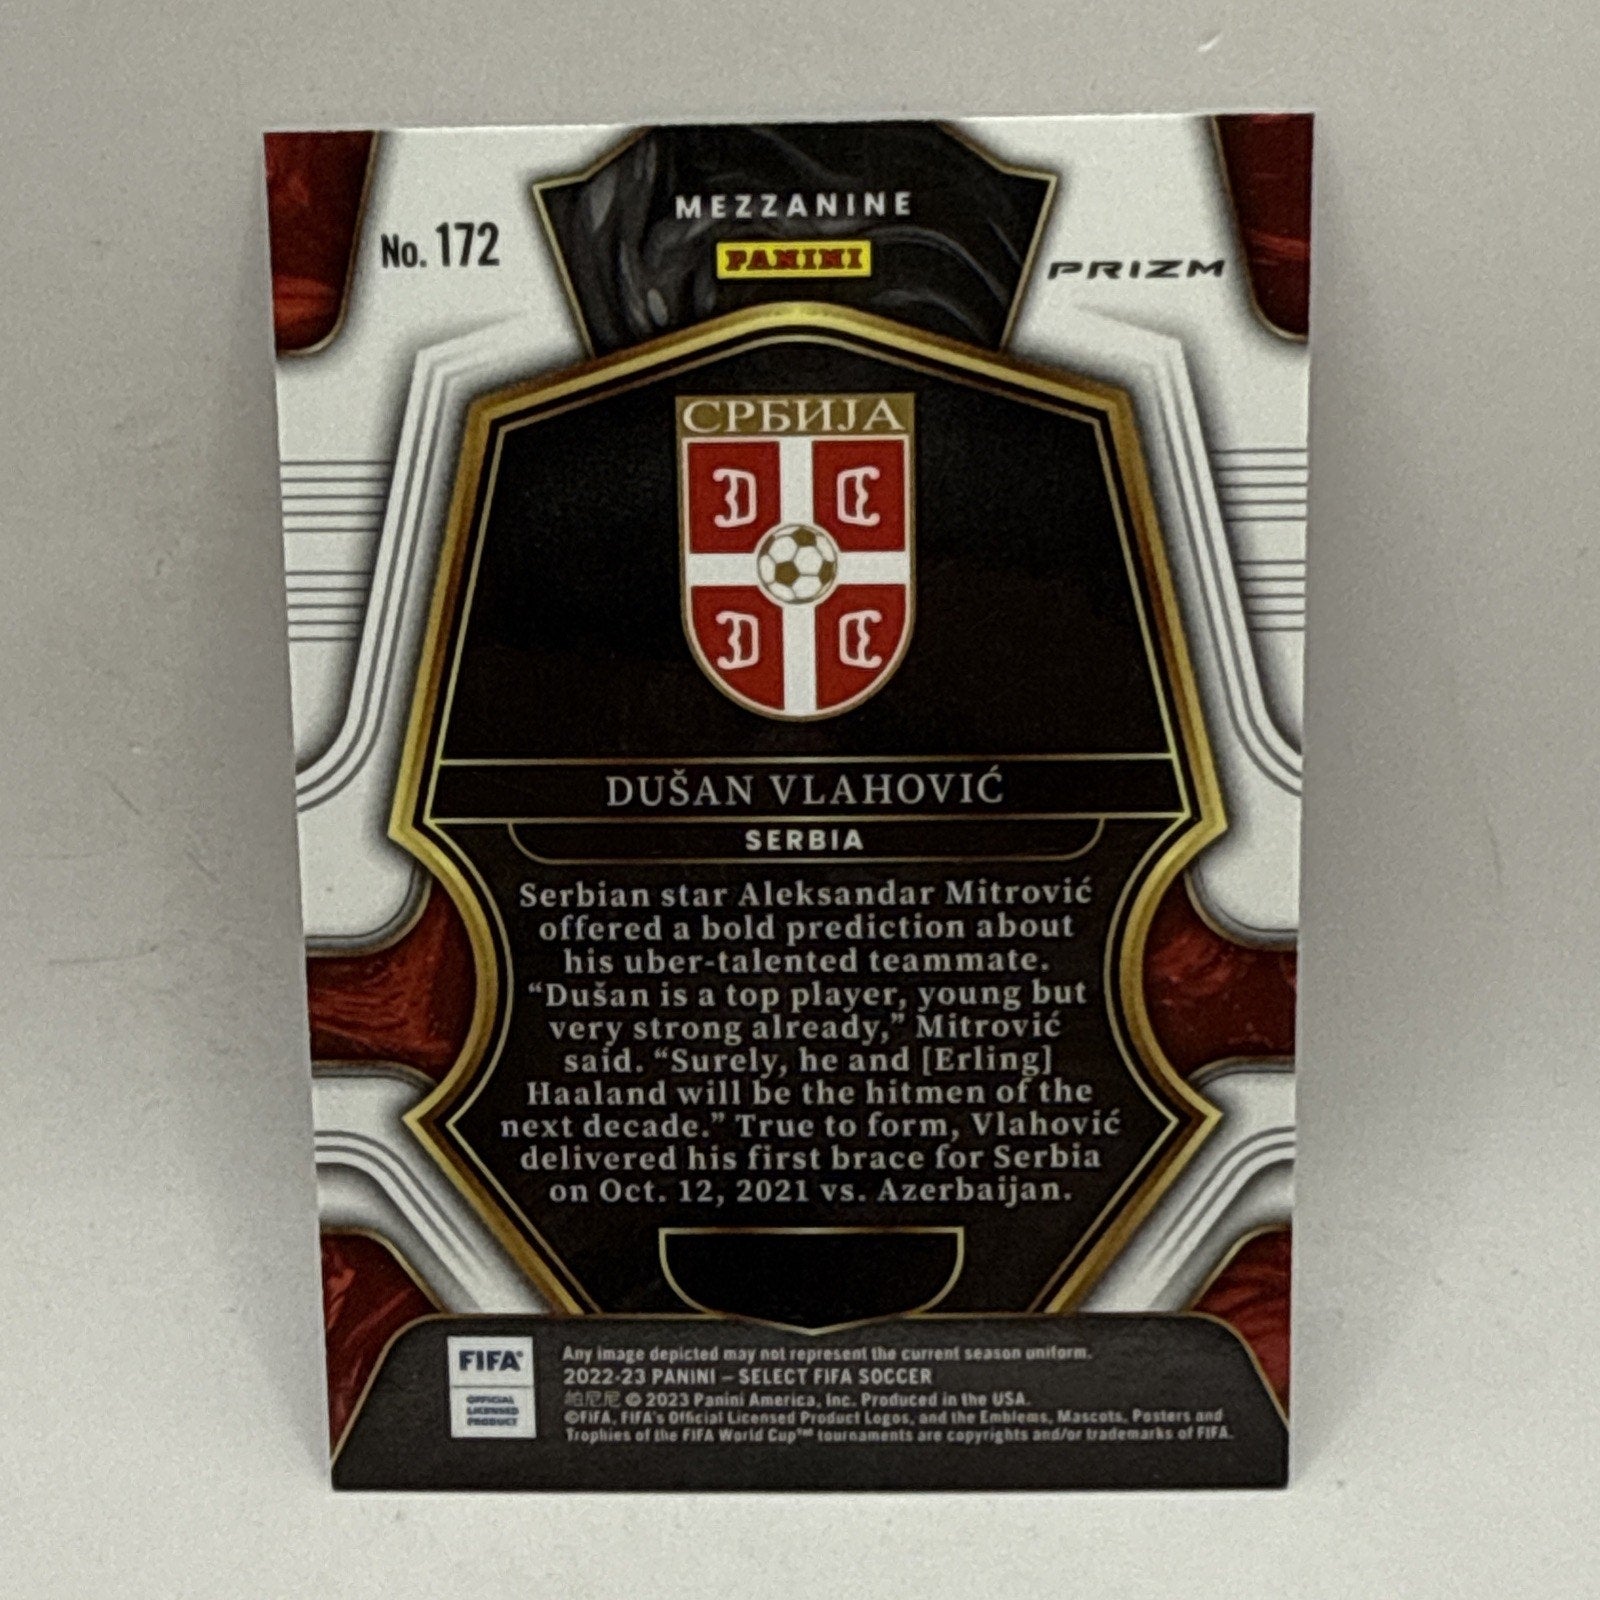 MEZZANINE
No. 172
PANINI
PRIZM
СРБИЈА
DUŠAN VLAHOVIĆ
SERBIA
Serbian star Aleksandar Mitrović
offered a bold prediction about
his uber-talented teammate.
“Dušan is a top player, young but
very strong already,” Mitrović
said. “Surely, he and [Erling]
Haaland will be the hitmen of the
next decade.” True to form, Vlahović
delivered his first brace for Serbia
on Oct. 12, 2021 vs. Azerbaijan.
FIFA®
OFFICIAL
LICENSED
PRODUCT
Any image depicted may not represent the current season uniform.
2022-23 PANINI – SELECT FIFA SOCCER
帕尼尼 © 2023 Panini America, Inc. Produced in the USA.
©FIFA, FIFA's Official Licensed Product Logos, and the Emblems, Mascots, Posters and
Trophies of the FIFA World Cup™ tournaments are copyrights and/or trademarks of FIFA.